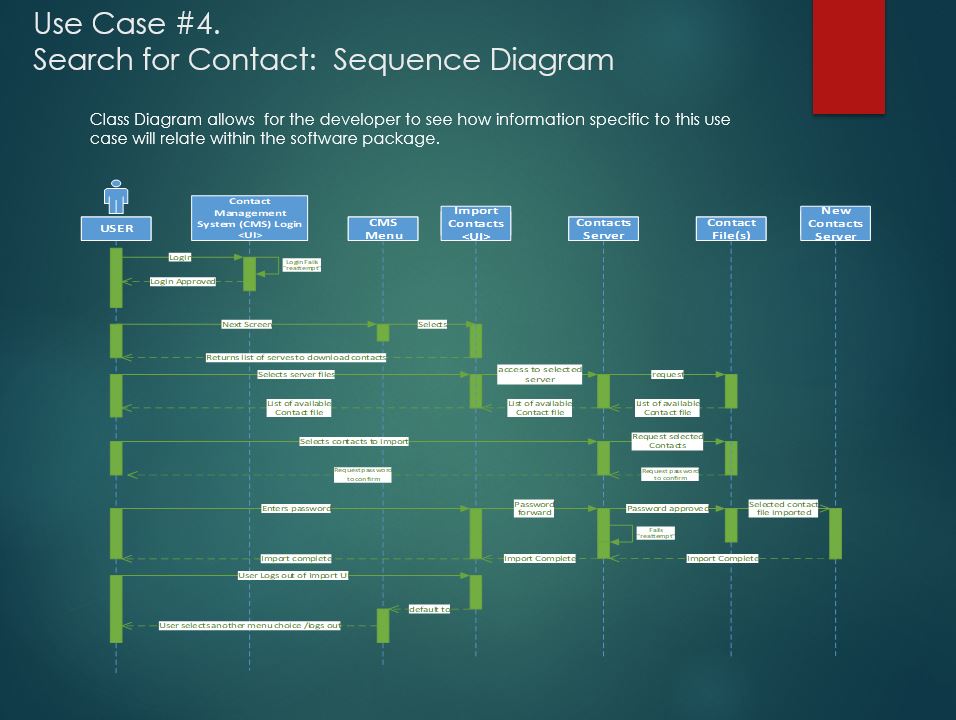 Use Case #4.
Search for Contact:  Sequence Diagram
Class Diagram allows  for the developer to see how information specific to this use
case will relate within the software package.
USER
Contact
Management
System (CMS) Login
<UI>
CMS
Menu
Import
Contacts
<UI>
Contacts
Server
Contact
File(s)
New
Contacts
Server
Login
Login Fails
"reattempt"
Login Approved
Next Screen
Selects
Returns list of serves to download contacts
Selects server files
access to selected
server
request
List of available
Contact file
List of available
Contact file
List of available
Contact file
Selects contacts to import
Request selected
Contacts
Request password
to confirm
Request password
to confirm
Enters password
Password
forward
Password approved
Selected contact
file imported
Fails
"reattempt"
Import complete
Import Complete
Import Complete
User Logs out of Import UI
default to
User selects another menu choice /logs out